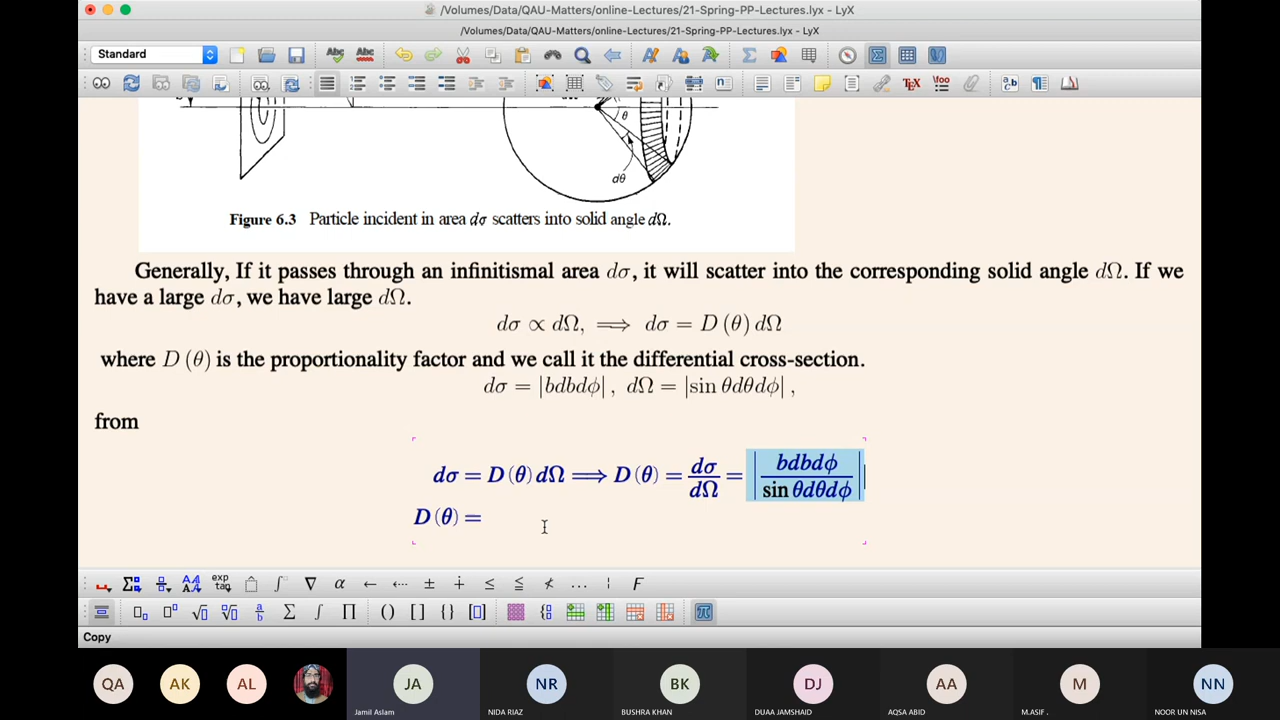 /Volumes/Data/QAU-Matters/online-Lectures/21-Spring-PP-Lectures.lyx - LyX
/Volumes/Data/QAU-Matters/online-Lectures/21-Spring-PP-Lectures.lyx - LyX
Standard
θ
dθ
Figure 6.3 Particle incident in area dσ scatters into solid angle dΩ.
Generally, If it passes through an infinitismal area dσ, it will scatter into the corresponding solid angle dΩ. If we
have a large dσ, we have large dΩ.
dσ ∝ dΩ, ⟹ dσ = D (θ) dΩ
where D (θ) is the proportionality factor and we call it the differential cross-section.
dσ = |bdbdϕ| , dΩ = |sin θdθdϕ| ,
from
dσ = D (θ) dΩ ⟹ D (θ) = dσ/dΩ = |bdbdϕ/sin θdθdϕ|
D (θ) =
Copy
QA AK AL JA NR BK DJ AA M NN
Jamil Aslam NIDA RIAZ BUSHRA KHAN DUAA JAMSHAID AQSA ABID M.ASIF . NOOR UN NISA